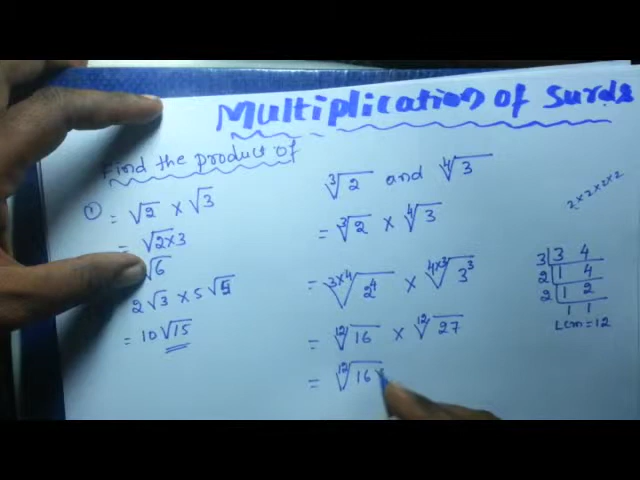 Multiplication of surds
Find the product of
① = √2 × √3
= √2×3
√6
2√3 × 5√5
= 10√15
∛2 and ∜3
= ∛2 × ∜3
= ³ˣ⁴√2⁴ × ⁴ˣ³√3³
= ¹²√16 × ¹²√27
= ¹²√16
2×2×2×2
3 | 3 4
2 | 1 4
2 | 1 2
1 1
LCM = 12